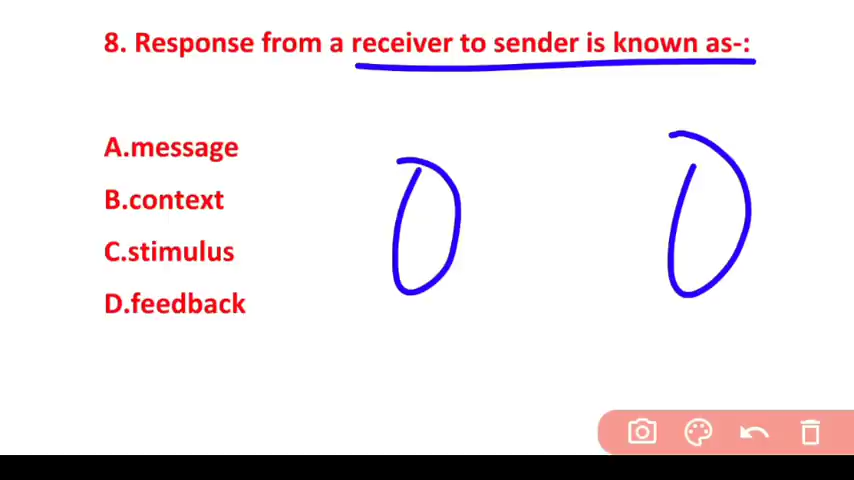 8. Response from a receiver to sender is known as-:
A.message
B.context
C.stimulus
D.feedback